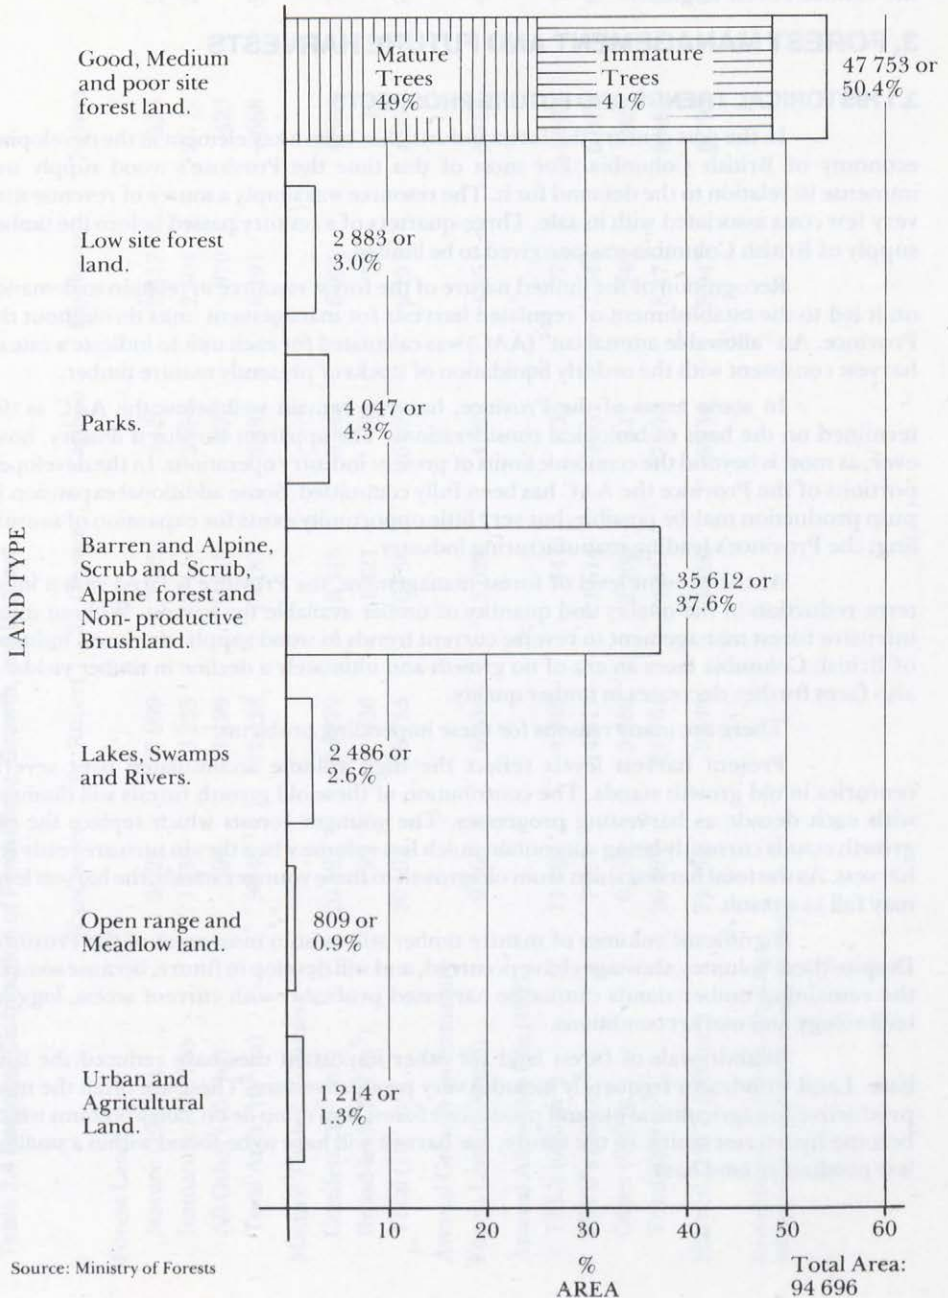 Good, Medium
and poor site
forest land.
Mature
Trees
49%
Immature
Trees
41%
47 753 or
50.4%
Low site forest
land.
2 883 or
3.0%
Parks.
4 047 or
4.3%
LAND TYPE
Barren and Alpine,
Scrub and Scrub,
Alpine forest and
Non- productive
Brushland.
35 612 or
37.6%
Lakes, Swamps
and Rivers.
2 486 or
2.6%
Open range and
Meadlow land.
809 or
0.9%
Urban and
Agricultural
Land.
1 214 or
1.3%
10 20 30 40 50 60
Source: Ministry of Forests
%
AREA
Total Area:
94 696